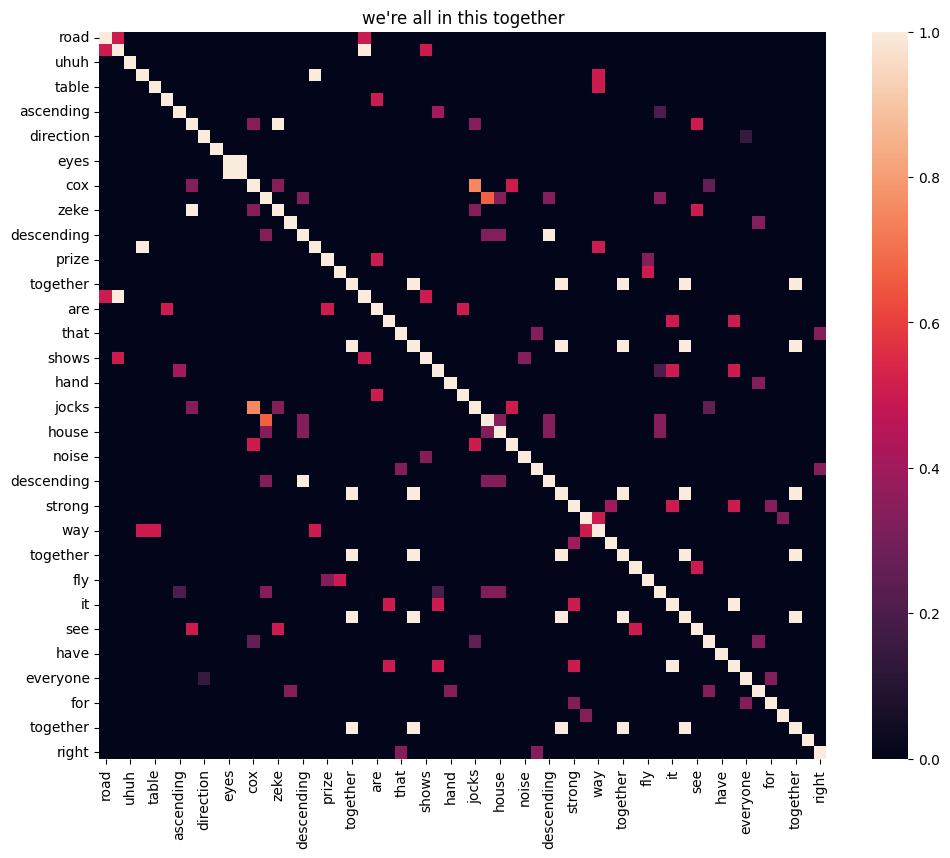 we're all in this together
road
uhuh
table
ascending
direction
eyes
cox
zeke
descending
prize
together
are
that
shows
hand
jocks
house
noise
descending
strong
way
together
fly
it
see
have
everyone
for
together
right
1.0
0.8
0.6
0.4
0.2
0.0
road
uhuh
table
ascending
direction
eyes
cox
zeke
descending
prize
together
are
that
shows
hand
jocks
house
noise
descending
strong
way
together
fly
it
see
have
everyone
for
together
right